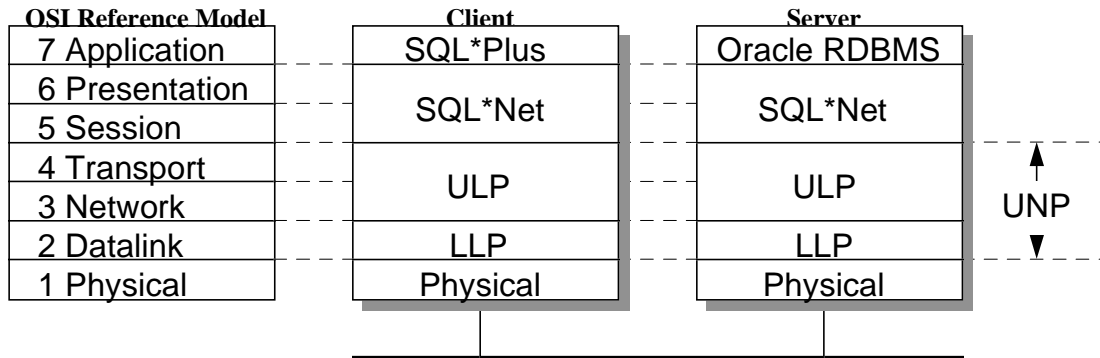 OSI Reference Model
Client
Server
7 Application
SQL*Plus
Oracle RDBMS
6 Presentation
SQL*Net
SQL*Net
5 Session
4 Transport
ULP
ULP
UNP
3 Network
2 Datalink
LLP
LLP
1 Physical
Physical
Physical